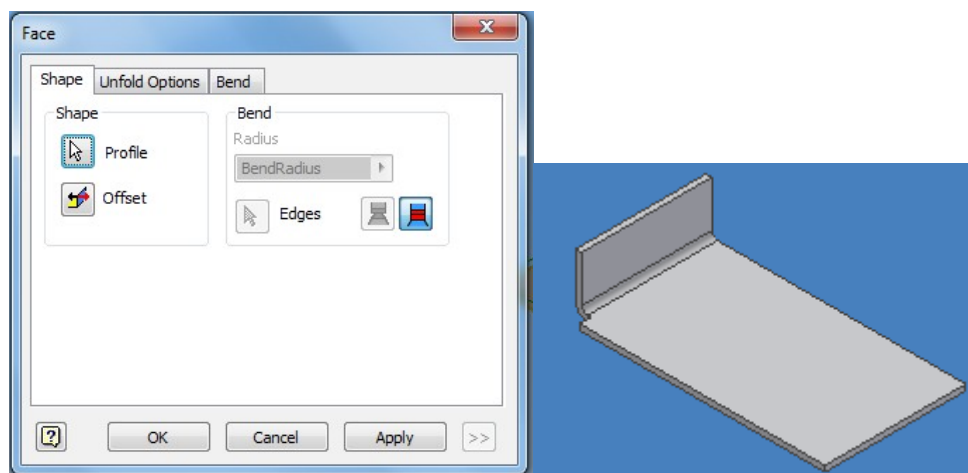 Face
Shape Unfold Options Bend
Shape
Profile
Offset
Bend
Radius
BendRadius
Edges
? OK Cancel Apply >>